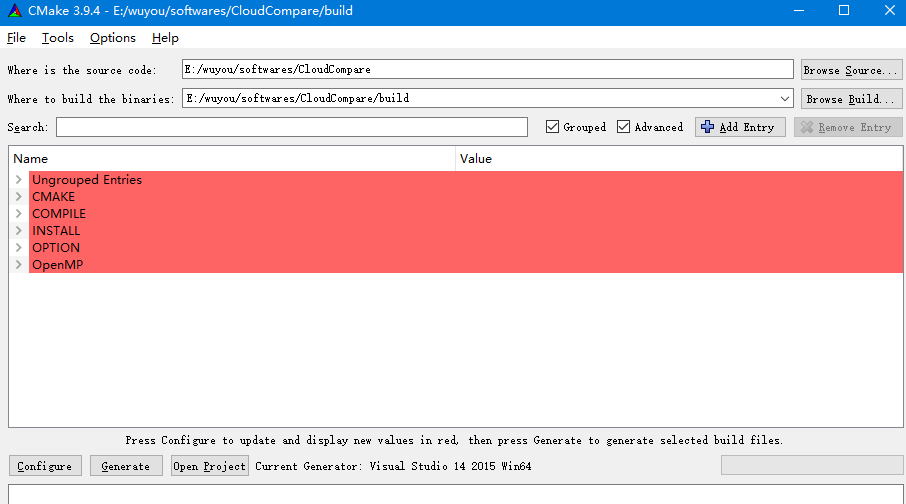 CMake 3.9.4 - E:/wuyou/softwares/CloudCompare/build
File Tools Options Help
Where is the source code: E:/wuyou/softwares/CloudCompare Browse Source...
Where to build the binaries: E:/wuyou/softwares/CloudCompare/build Browse Build...
Search: Grouped Advanced Add Entry Remove Entry
Name Value
Ungrouped Entries
CMAKE
COMPILE
INSTALL
OPTION
OpenMP
Press Configure to update and display new values in red, then press Generate to generate selected build files.
Configure Generate Open Project Current Generator: Visual Studio 14 2015 Win64